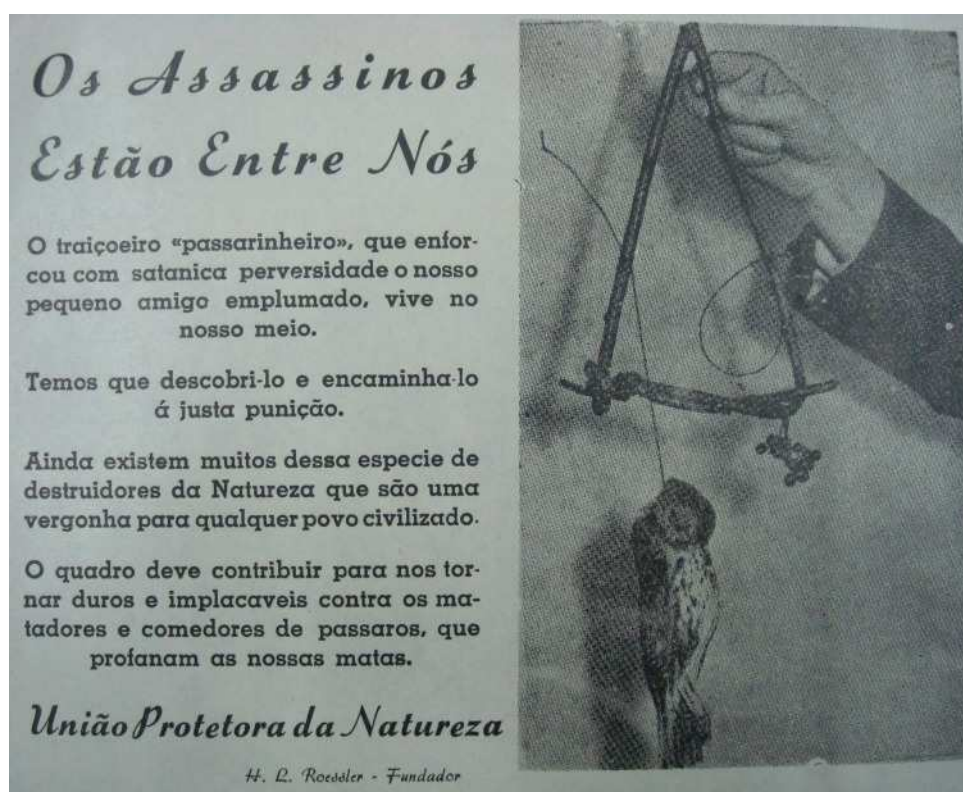 Os Assassinos
Estão Entre Nós
O traiçoeiro «passarinheiro», que enfor-
cou com satanica perversidade o nosso
pequeno amigo emplumado, vive no
nosso meio.
Temos que descobri-lo e encaminha-lo
á justa punição.
Ainda existem muitos dessa especie de
destruidores da Natureza que são uma
vergonha para qualquer povo civilizado.
O quadro deve contribuir para nos tor-
nar duros e implacaveis contra os ma-
tadores e comedores de passaros, que
profanam as nossas matas.
União Protetora da Natureza
H. L. Roessler - Fundador